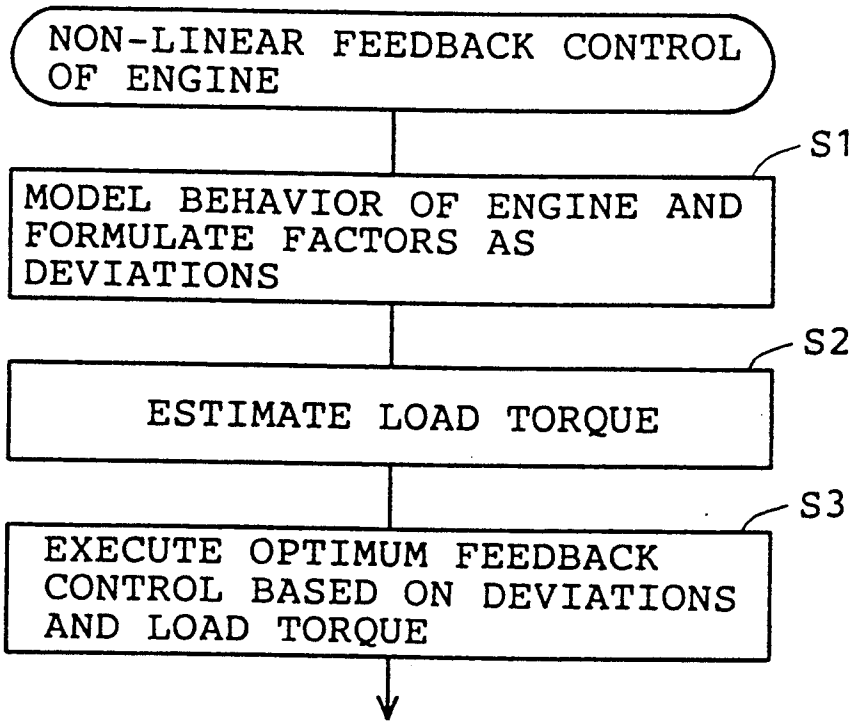 NON-LINEAR FEEDBACK CONTROL
OF ENGINE
S1
MODEL BEHAVIOR OF ENGINE AND
FORMULATE FACTORS AS
DEVIATIONS
S2
ESTIMATE LOAD TORQUE
S3
EXECUTE OPTIMUM FEEDBACK
CONTROL BASED ON DEVIATIONS
AND LOAD TORQUE